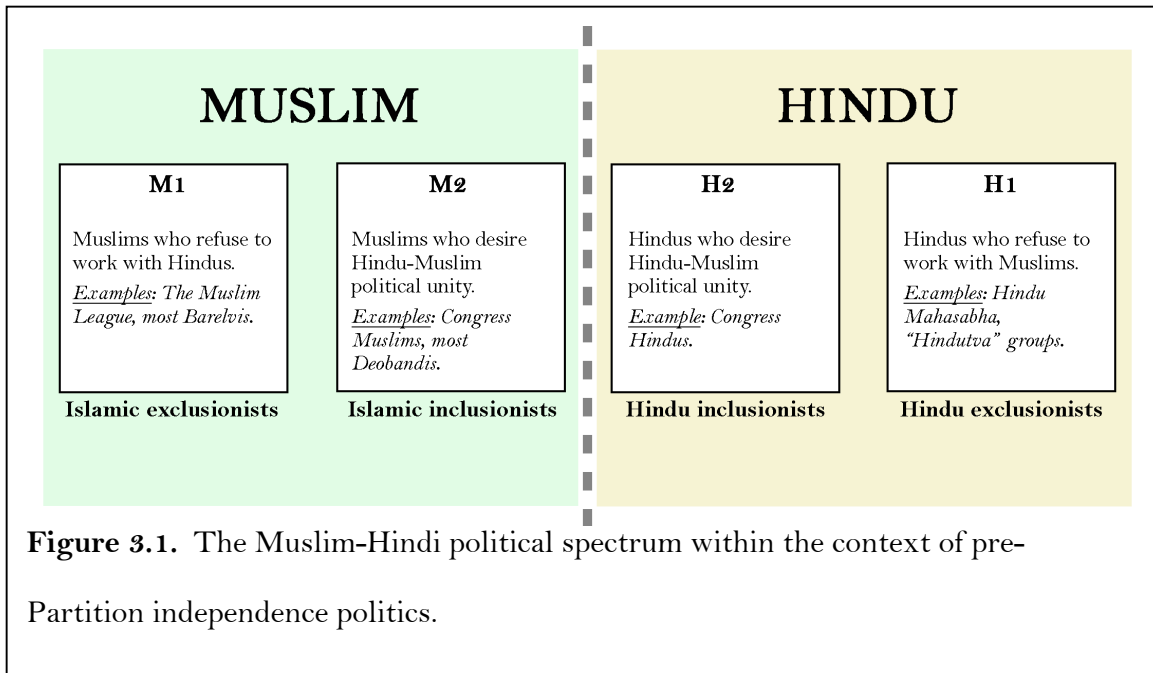 MUSLIM
HINDU
M1
Muslims who refuse to
work with Hindus.
Examples: The Muslim
League, most Barelvis.
Islamic exclusionists
M2
Muslims who desire
Hindu-Muslim
political unity.
Examples: Congress
Muslims, most
Deobandis.
Islamic inclusionists
H2
Hindus who desire
Hindu-Muslim
political unity.
Example: Congress
Hindus.
Hindu inclusionists
H1
Hindus who refuse to
work with Muslims.
Examples: Hindu
Mahasabha,
“Hindutva” groups.
Hindu exclusionists
Figure 3.1. The Muslim-Hindi political spectrum within the context of pre-
Partition independence politics.